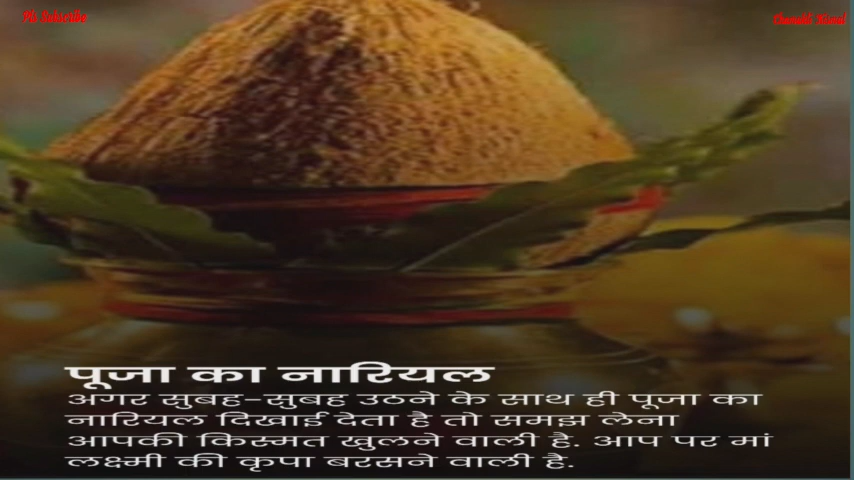 Pls Subscribe
पूजा का नारियल
अगर सुबह-सुबह उठने के साथ ही पूजा का
नारियल दिखाई देता है तो समझ लेना
आपकी किस्मत खुलने वाली है. आप पर मां
लक्ष्मी की कृपा बरसने वाली है.